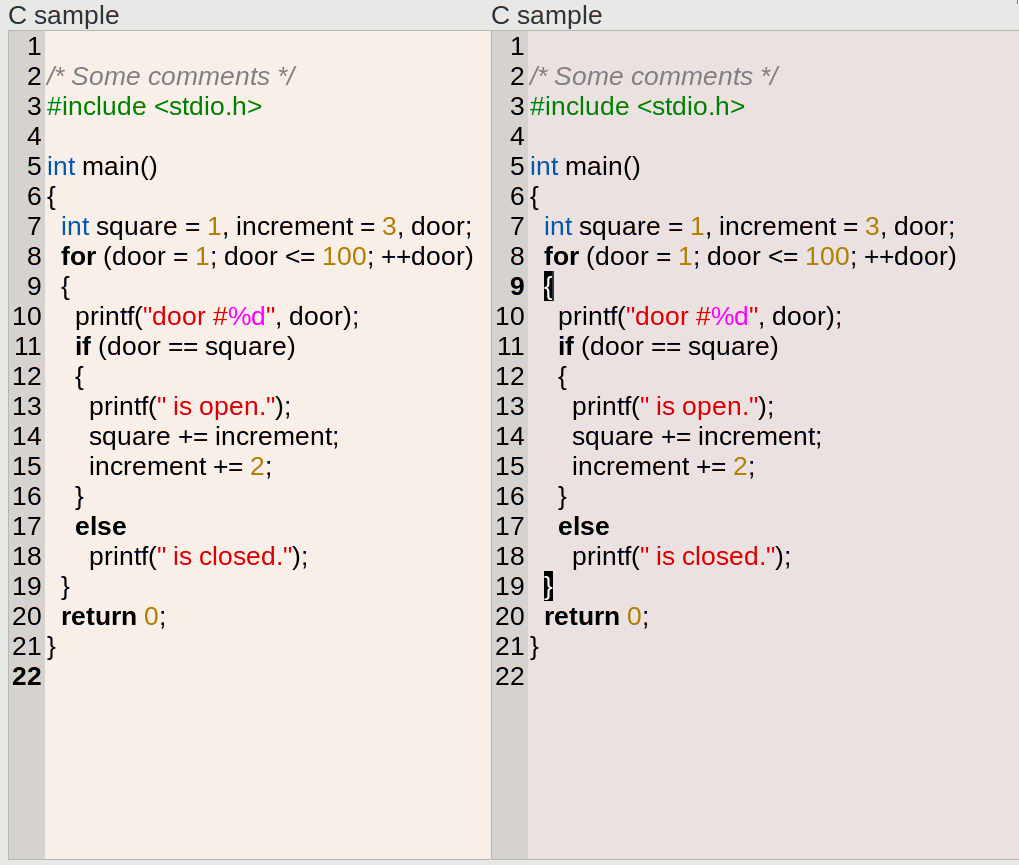 C sample
1
2 /* Some comments */
3 #include <stdio.h>
4
5 int main()
6 {
7   int square = 1, increment = 3, door;
8   for (door = 1; door <= 100; ++door)
9   {
10     printf("door #%d", door);
11     if (door == square)
12     {
13       printf(" is open.");
14       square += increment;
15       increment += 2;
16     }
17     else
18       printf(" is closed.");
19   }
20   return 0;
21 }
22
C sample
1
2 /* Some comments */
3 #include <stdio.h>
4
5 int main()
6 {
7   int square = 1, increment = 3, door;
8   for (door = 1; door <= 100; ++door)
9   {
10     printf("door #%d", door);
11     if (door == square)
12     {
13       printf(" is open.");
14       square += increment;
15       increment += 2;
16     }
17     else
18       printf(" is closed.");
19   }
20   return 0;
21 }
22